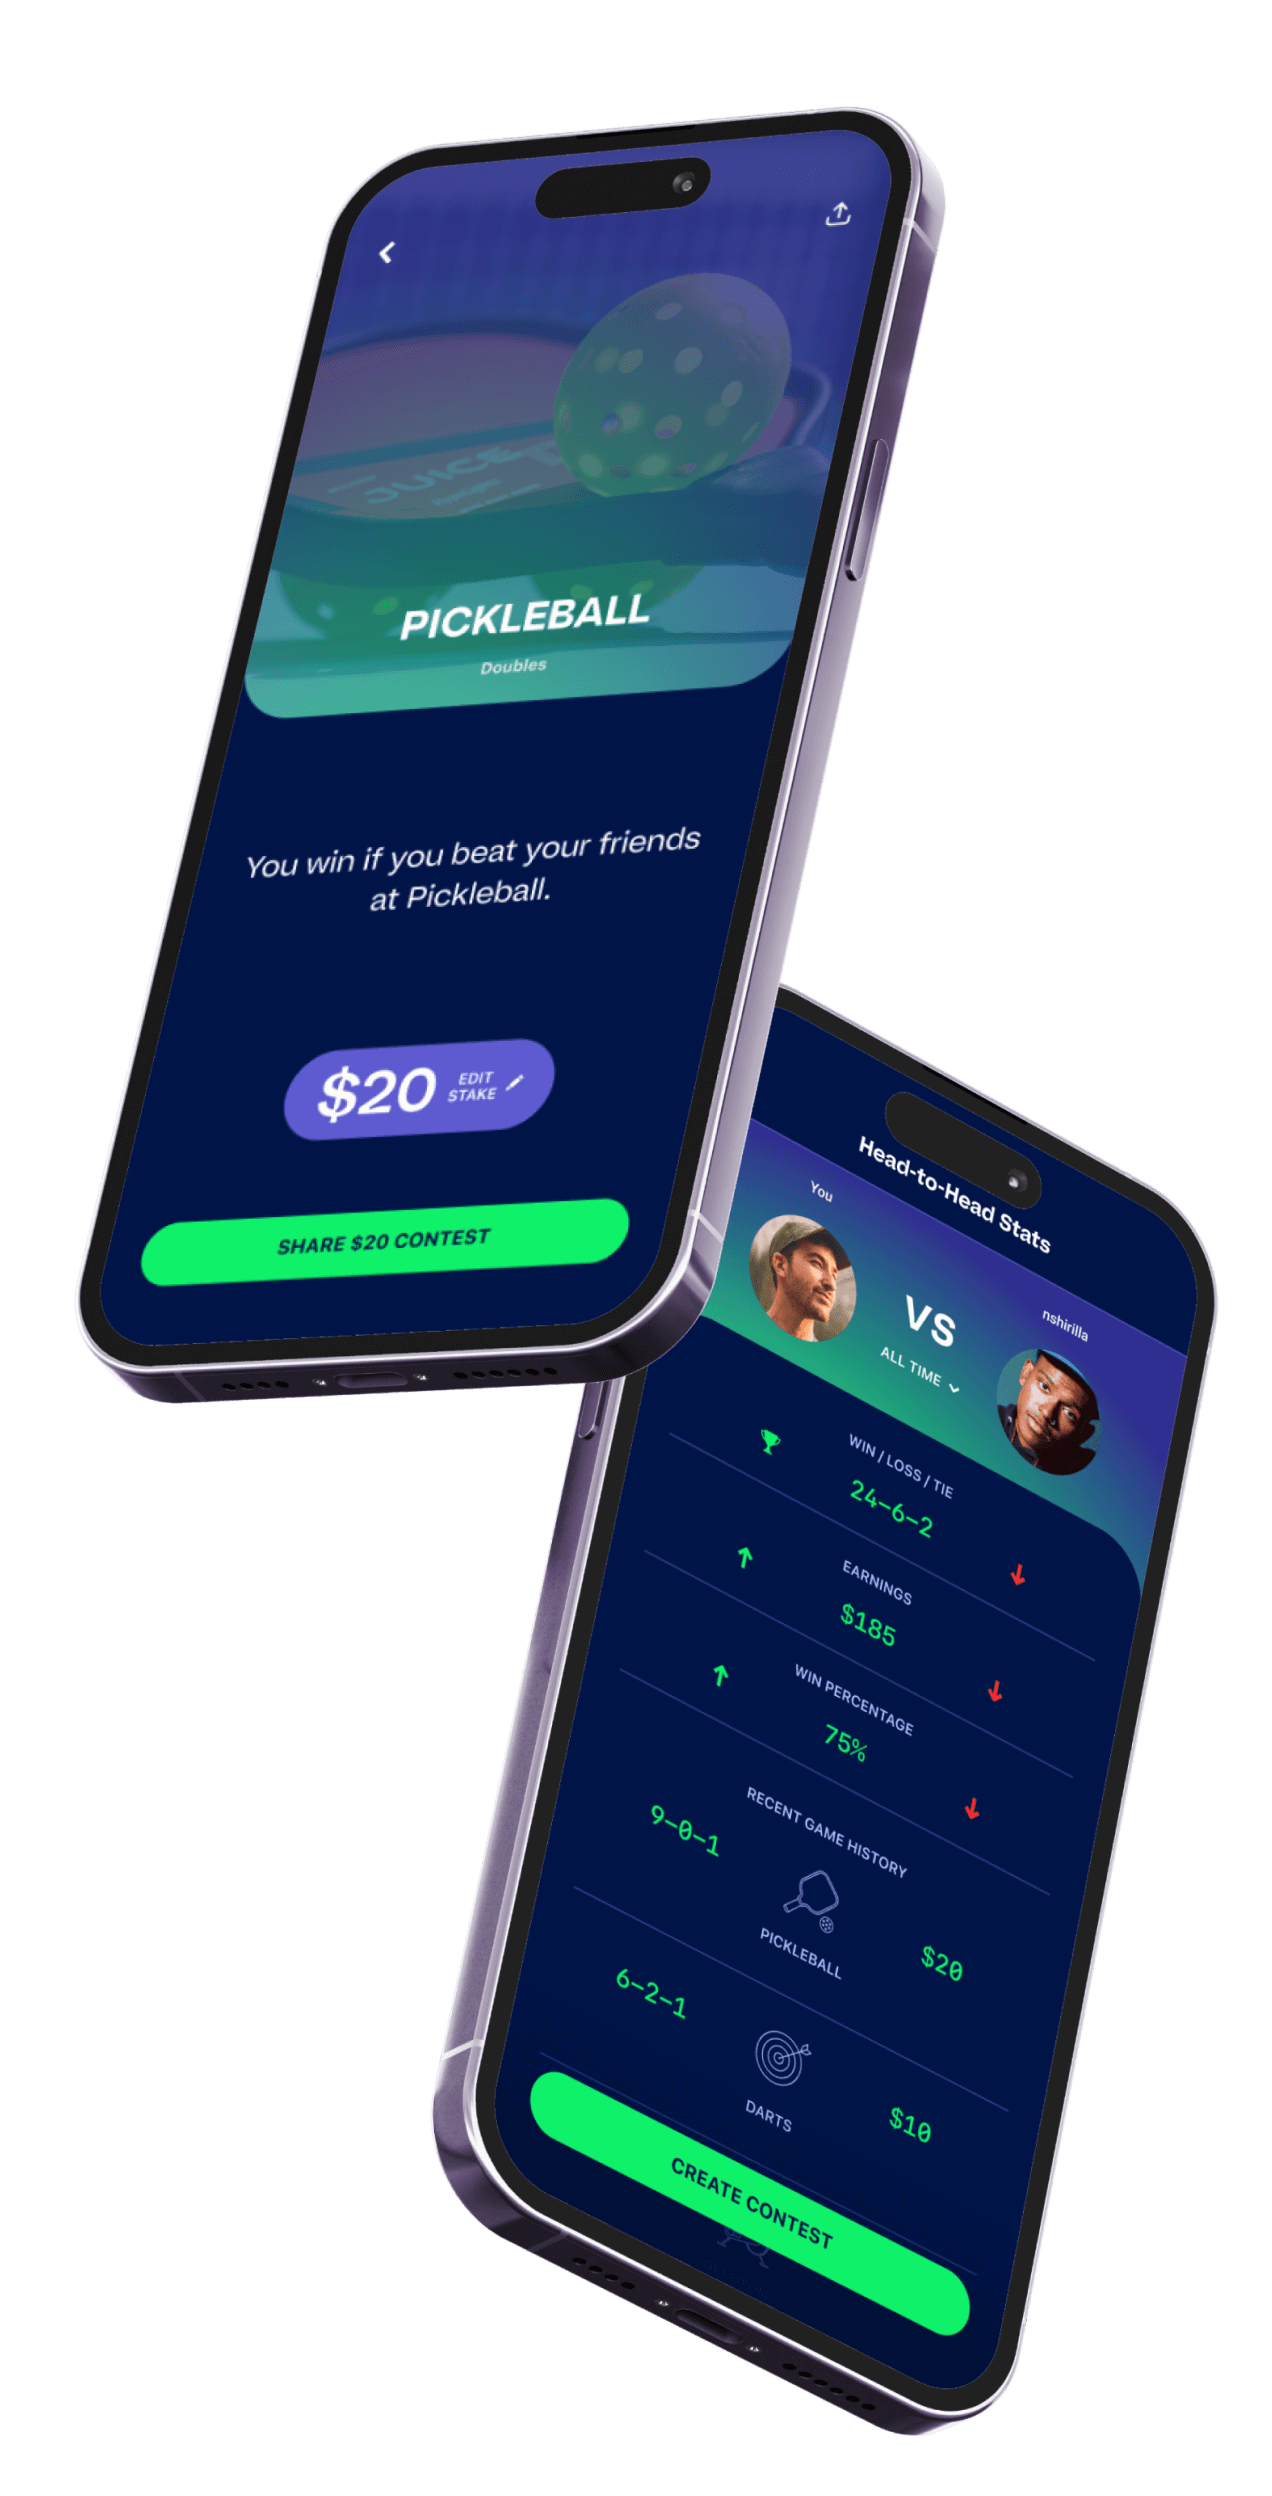 JUICE
PICKLEBALL
Doubles
You win if you beat your friends
at Pickleball.
$20
EDIT
STAKE
SHARE $20 CONTEST
Head-to-Head Stats
You
VS
nshirilla
ALL TIME
WIN / LOSS / TIE
24-6-2
EARNINGS
$185
WIN PERCENTAGE
75%
RECENT GAME HISTORY
9-0-1
PICKLEBALL
$20
6-2-1
DARTS
$10
CREATE CONTEST